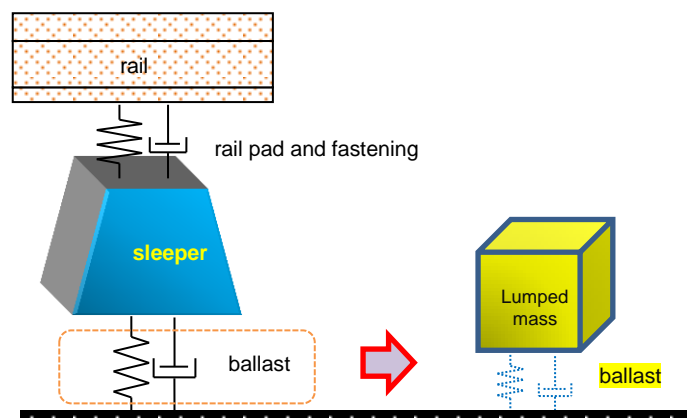 rail
rail pad and fastening
sleeper
ballast
Lumped
mass
ballast